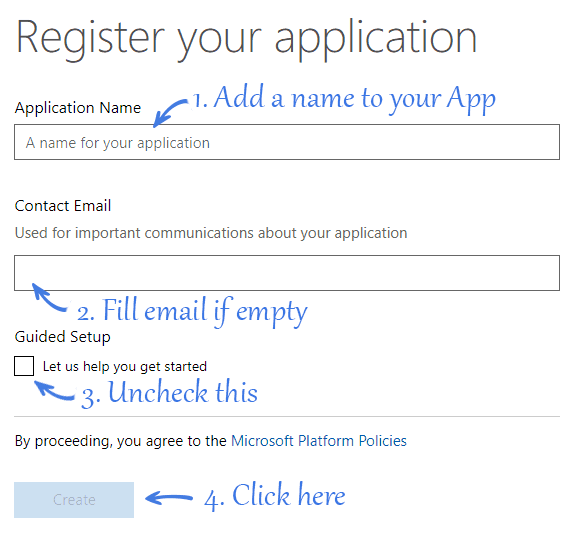 Register your application
1. Add a name to your App
Application Name
A name for your application
Contact Email
Used for important communications about your application
2. Fill email if empty
Guided Setup
Let us help you get started
3. Uncheck this
By proceeding, you agree to the Microsoft Platform Policies
Create
4. Click here